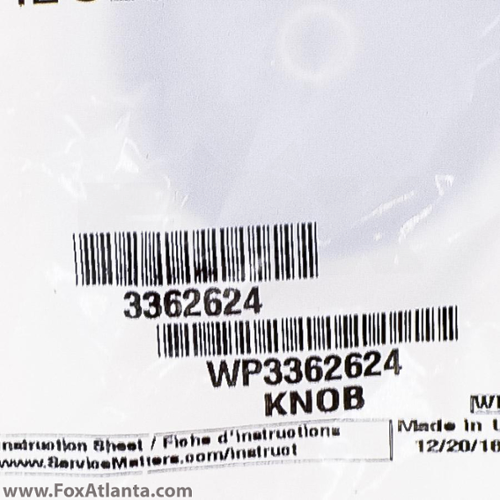 3362624
WP3362624
KNOB
Instruction Sheet / Fiche d'instructions
www.ServiceMatters.com/instruct
Made in
12/20/16
www.FoxAtlanta.com